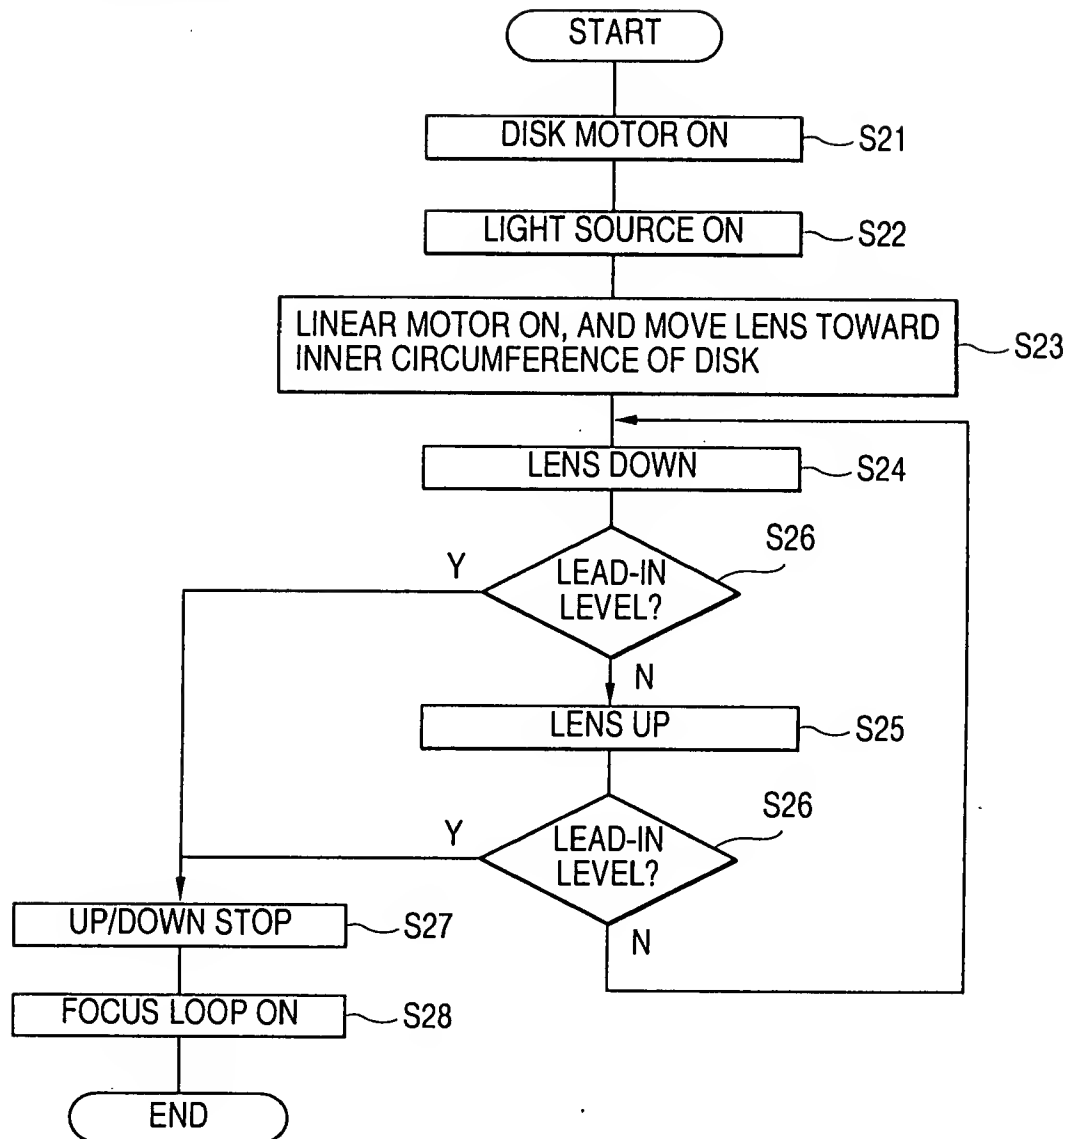 START
DISK MOTOR ON
S21
LIGHT SOURCE ON
S22
LINEAR MOTOR ON, AND MOVE LENS TOWARD
INNER CIRCUMFERENCE OF DISK
S23
LENS DOWN
S24
LEAD-IN
LEVEL?
S26
Y
N
LENS UP
S25
LEAD-IN
LEVEL?
S26
Y
N
UP/DOWN STOP
S27
FOCUS LOOP ON
S28
END